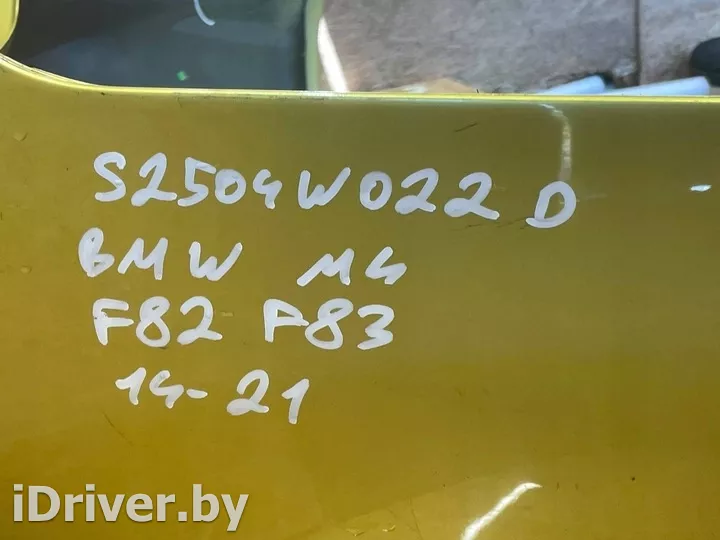 S2504W022 D
BMW M4
F82 F83
14-21
iDriver.by